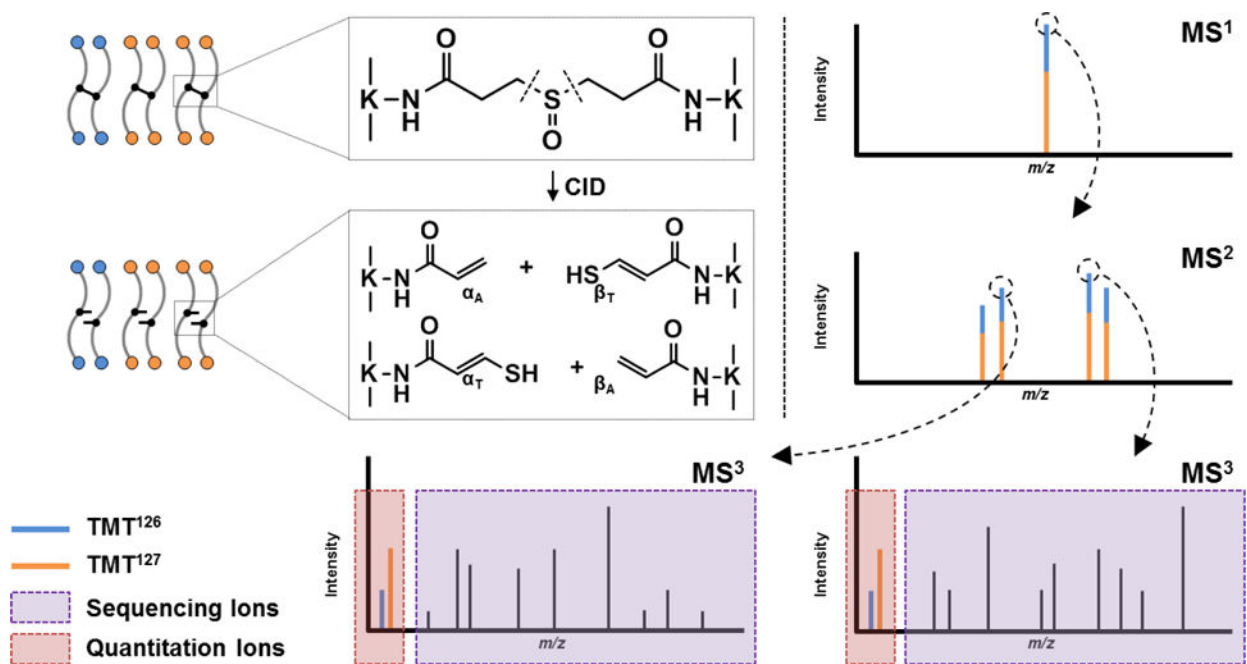 O
O
K
N
H
S
O
N
H
K
CID
O
K
N
H
αA
+
HS
βT
O
N
H
K
O
K
N
H
αT
SH
+
βA
O
N
H
K
MS¹
Intensity
m/z
MS²
Intensity
m/z
MS³
Intensity
m/z
MS³
Intensity
m/z
TMT¹²⁶
TMT¹²⁷
Sequencing Ions
Quantitation Ions